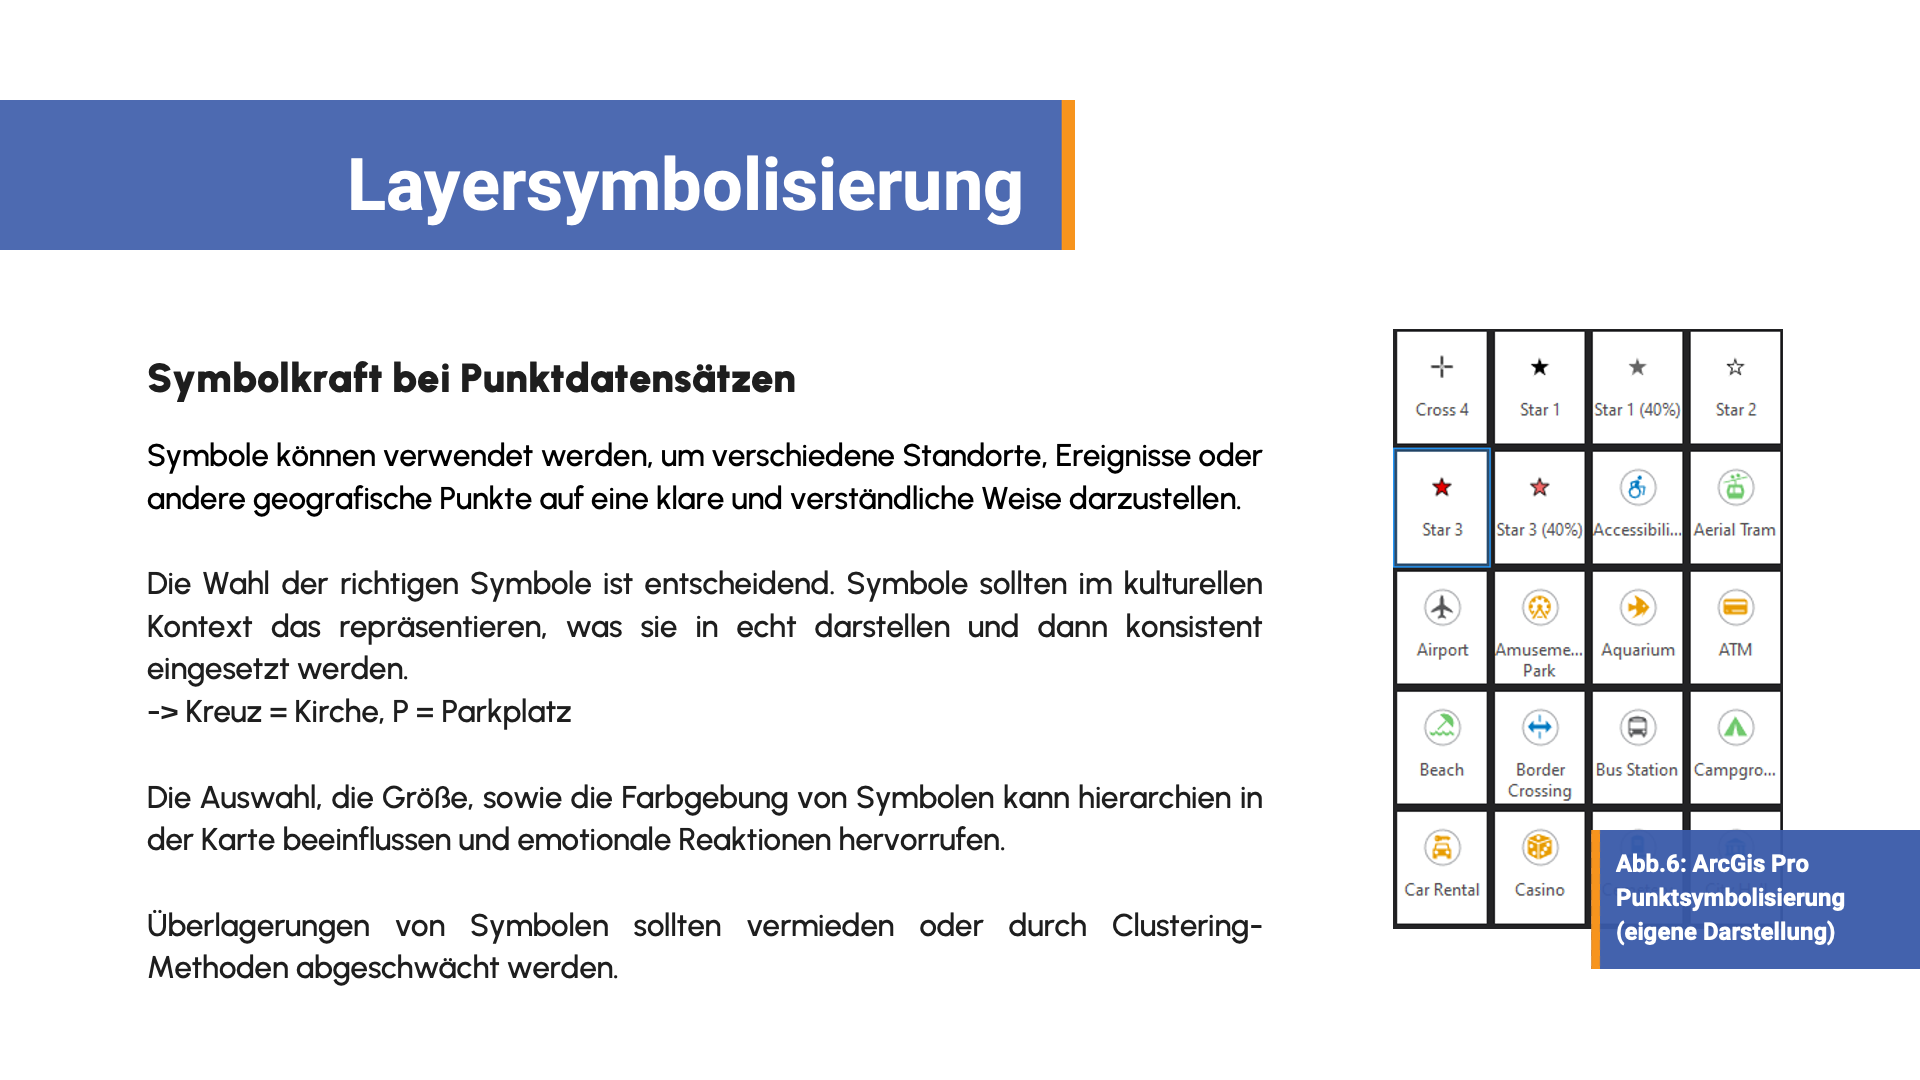 Layersymbolisierung
Symbolkraft bei Punktdatensätzen
Symbole können verwendet werden, um verschiedene Standorte, Ereignisse oder
andere geografische Punkte auf eine klare und verständliche Weise darzustellen.
Die Wahl der richtigen Symbole ist entscheidend. Symbole sollten im kulturellen
Kontext das repräsentieren, was sie in echt darstellen und dann konsistent
eingesetzt werden.
-> Kreuz = Kirche, P = Parkplatz
Die Auswahl, die Größe, sowie die Farbgebung von Symbolen kann hierarchien in
der Karte beeinflussen und emotionale Reaktionen hervorrufen.
Überlagerungen von Symbolen sollten vermieden oder durch Clustering-
Methoden abgeschwächt werden.
Cross 4 Star 1 Star 1 (40%) Star 2
Star 3 Star 3 (40%) Accessibili... Aerial Tram
Airport Amuseme... Aquarium ATM
Park
Beach Border Bus Station Campgro...
Crossing
Car Rental Casino
Abb.6: ArcGis Pro
Punktsymbolisierung
(eigene Darstellung)